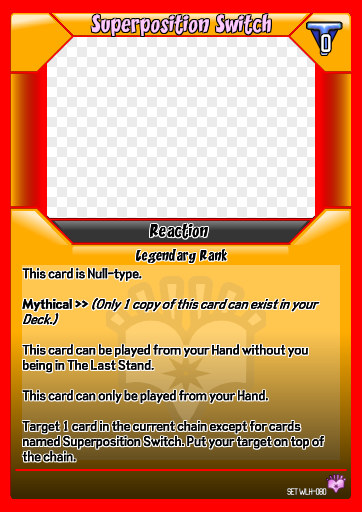 Superposition Switch
0
Reaction
Legendary Rank
This card is Null-type.
Mythical >> (Only 1 copy of this card can exist in your
Deck.)
This card can be played from your Hand without you
being in The Last Stand.
This card can only be played from your Hand.
Target 1 card in the current chain except for cards
named Superposition Switch. Put your target on top of
the chain.
SET WLH-080